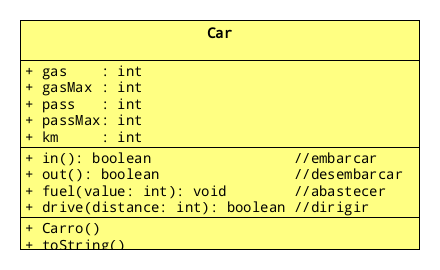 Car
+ gas    : int
+ gasMax : int
+ pass   : int
+ passMax: int
+ km     : int
+ in(): boolean                 //embarcar
+ out(): boolean                //desembarcar
+ fuel(value: int): void        //abastecer
+ drive(distance: int): boolean //dirigir
+ Carro()
+ toString()